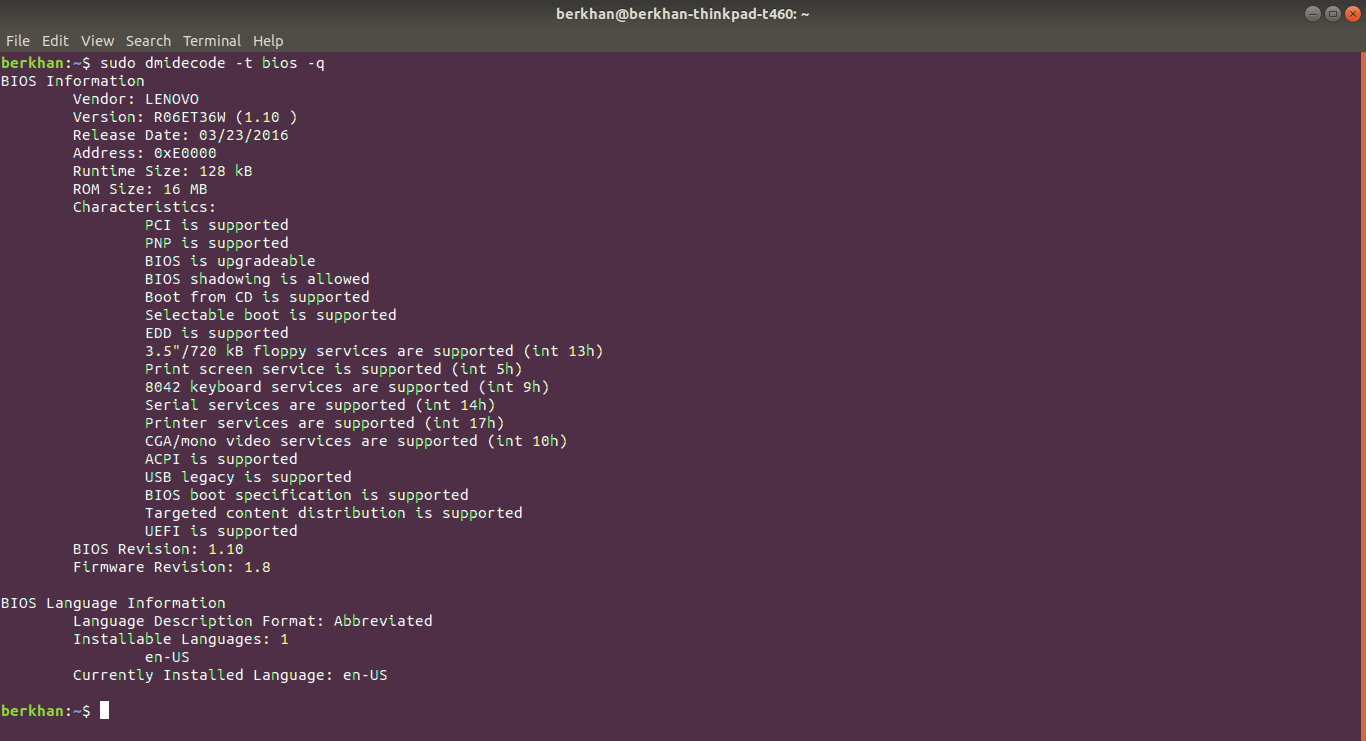 berkhan@berkhan-thinkpad-t460: ~
File Edit View Search Terminal Help
berkhan:~$ sudo dmidecode -t bios -q
BIOS Information
Vendor: LENOVO
Version: R06ET36W (1.10 )
Release Date: 03/23/2016
Address: 0xE0000
Runtime Size: 128 kB
ROM Size: 16 MB
Characteristics:
PCI is supported
PNP is supported
BIOS is upgradeable
BIOS shadowing is allowed
Boot from CD is supported
Selectable boot is supported
EDD is supported
3.5"/720 kB floppy services are supported (int 13h)
Print screen service is supported (int 5h)
8042 keyboard services are supported (int 9h)
Serial services are supported (int 14h)
Printer services are supported (int 17h)
CGA/mono video services are supported (int 10h)
ACPI is supported
USB legacy is supported
BIOS boot specification is supported
Targeted content distribution is supported
UEFI is supported
BIOS Revision: 1.10
Firmware Revision: 1.8
BIOS Language Information
Language Description Format: Abbreviated
Installable Languages: 1
en-US
Currently Installed Language: en-US
berkhan:~$